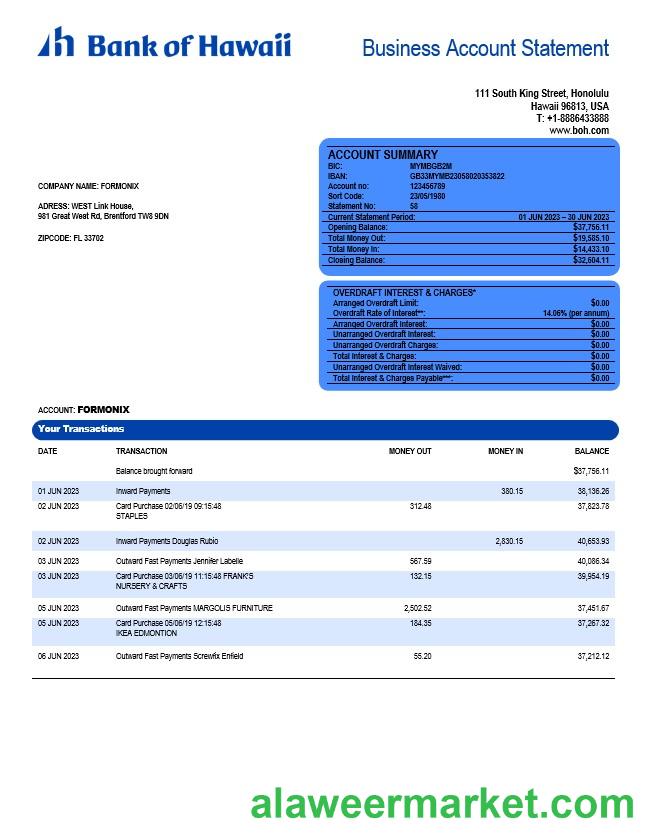 Bank of Hawaii
Business Account Statement
111 South King Street, Honolulu
Hawaii 96813, USA
T: +1-8886433888
www.boh.com
ACCOUNT SUMMARY
BIC: MYMBGB2M
IBAN: GB33MYMB23058020353822
Account no: 123456789
Sort Code: 23/05/1980
Statement No: 58
Current Statement Period: 01 JUN 2023 – 30 JUN 2023
Opening Balance: $37,756.11
Total Money Out: $19,585.10
Total Money In: $14,433.10
Closing Balance: $32,604.11
COMPANY NAME: FORMONIX
ADRESS: WEST Link House,
981 Great West Rd, Brentford TW8 9DN
ZIPCODE: FL 33702
OVERDRAFT INTEREST & CHARGES*
Arranged Overdraft Limit: $0.00
Overdraft Rate of Interest**: 14.06% (per annum)
Arranged Overdraft Interest: $0.00
Unarranged Overdraft Interest: $0.00
Unarranged Overdraft Charges: $0.00
Total Interest & Charges: $0.00
Unarranged Overdraft Interest Waived: $0.00
Total Interest & Charges Payable***: $0.00
ACCOUNT: FORMONIX
Your Transactions
DATE TRANSACTION MONEY OUT MONEY IN BALANCE
Balance brought forward $37,756.11
01 JUN 2023 Inward Payments 380.15 38,136.26
02 JUN 2023 Card Purchase 02/06/19 09:15:48 312.48 37,823.78
STAPLES
02 JUN 2023 Inward Payments Douglas Rubio 2,830.15 40,653.93
03 JUN 2023 Outward Fast Payments Jennifer Labelle 567.59 40,086.34
03 JUN 2023 Card Purchase 03/06/19 11:15:48 FRANK'S 132.15 39,954.19
NURSERY & CRAFTS
05 JUN 2023 Outward Fast Payments MARGOLIS FURNITURE 2,502.52 37,451.67
05 JUN 2023 Card Purchase 05/06/19 12:15:48 184.35 37,267.32
IKEA EDMONTION
06 JUN 2023 Outward Fast Payments Screwfix Enfield 55.20 37,212.12
alaweermarket.com